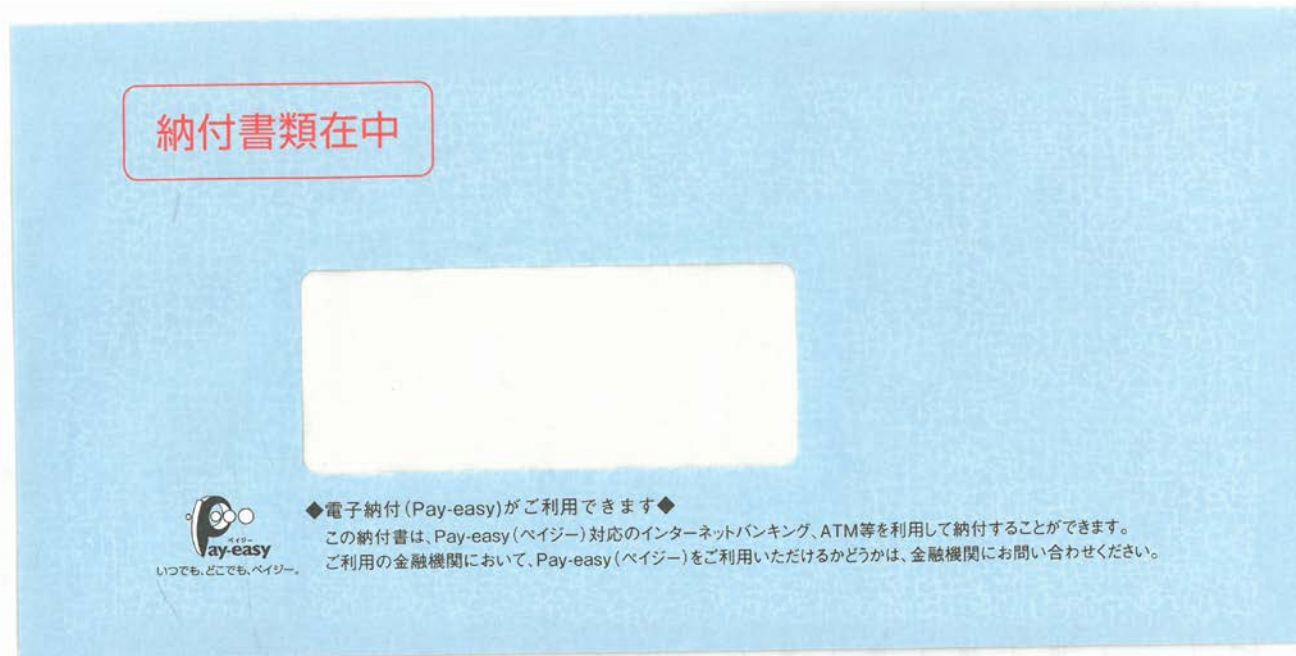 納付書類在中
◆電子納付(Pay-easy)がご利用できます◆
この納付書は、Pay-easy(ペイジー)対応のインターネットバンキング、ATM等を利用して納付することができます。
ご利用の金融機関において、Pay-easy(ペイジー)をご利用いただけるかどうかは、金融機関にお問い合わせください。
ペイジー
Pay-easy
いつでも、どこでも、ペイジー。